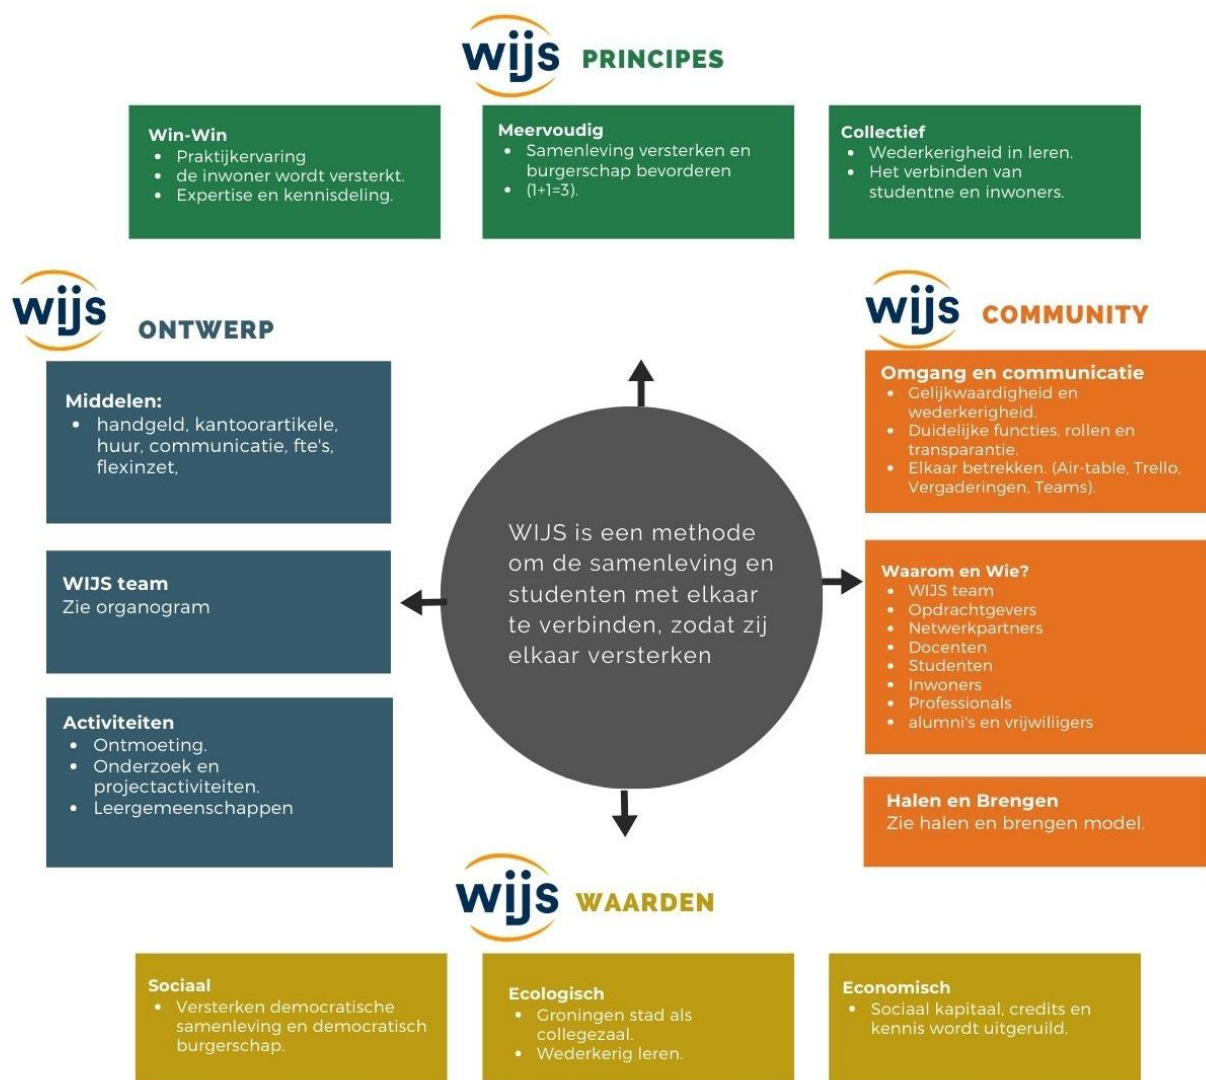 wijs PRINCIPES
Win-Win
• Praktijkervaring
• de inwoner wordt versterkt.
• Expertise en kennisdeling.
Meervoudig
• Samenleving versterken en
burgerschap bevorderen
• (1+1=3).
Collectief
• Wederkerigheid in leren.
• Het verbinden van
studentne en inwoners.
wijs ONTWERP
Middelen:
• handgeld, kantoorartikele,
huur, communicatie, fte's,
flexinzet,
WIJS team
Zie organogram
Activiteiten
• Ontmoeting.
• Onderzoek en
projectactiviteiten.
• Leergemeenschappen
WIJS is een methode
om de samenleving en
studenten met elkaar
te verbinden, zodat zij
elkaar versterken
wijs COMMUNITY
Omgang en communicatie
• Gelijkwaardigheid en
wederkerigheid.
• Duidelijke functies, rollen en
transparantie.
• Elkaar betrekken. (Air-table, Trello,
Vergaderingen, Teams).
Waarom en Wie?
• WIJS team
• Opdrachtgevers
• Netwerkpartners
• Docenten
• Studenten
• Inwoners
• Professionals
• alumni's en vrijwiliigers
Halen en Brengen
Zie halen en brengen model.
wijs WAARDEN
Sociaal
• Versterken democratische
samenleving en democratisch
burgerschap.
Ecologisch
• Groningen stad als
collegezaal.
• Wederkerig leren.
Economisch
• Sociaal kapitaal, credits en
kennis wordt uitgeruild.